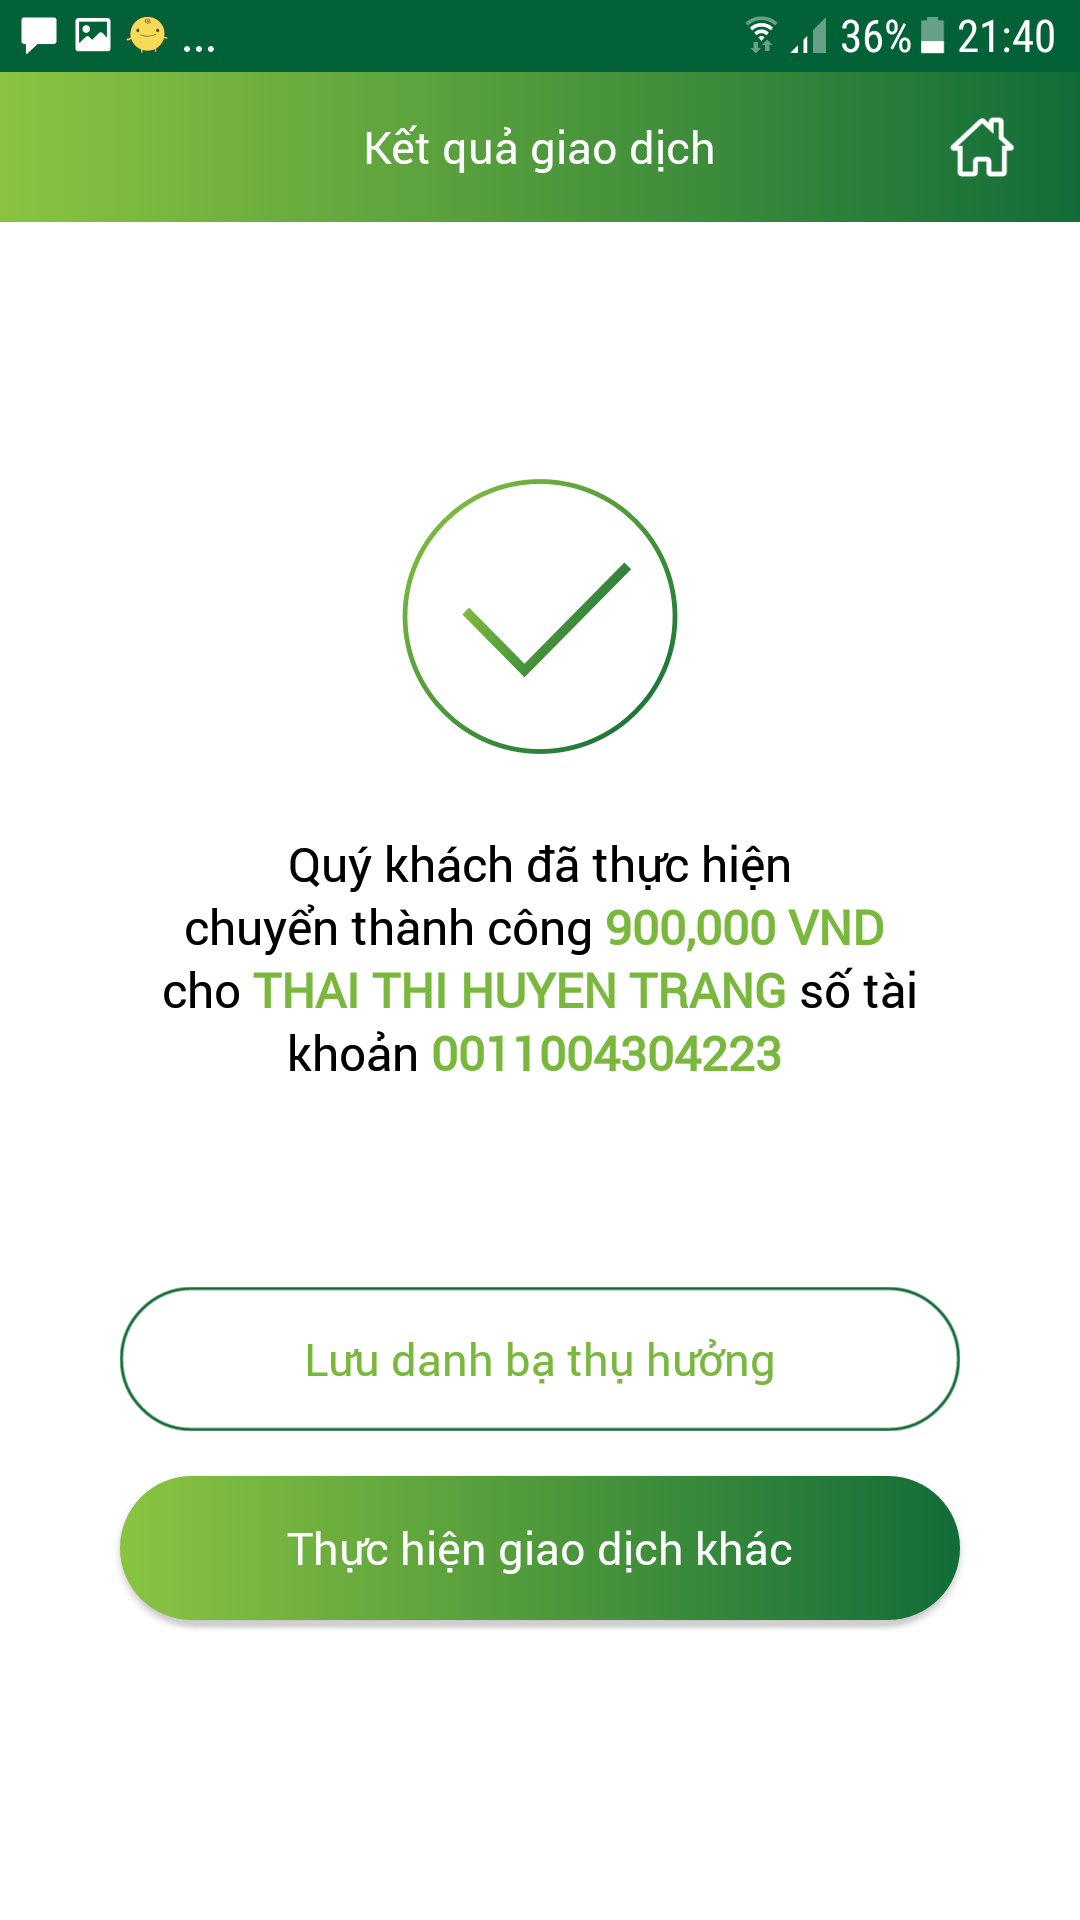 36% 21:40
Kết quả giao dịch
Quý khách đã thực hiện
chuyển thành công 900,000 VND
cho THAI THI HUYEN TRANG số tài
khoản 0011004304223
Lưu danh bạ thụ hưởng
Thực hiện giao dịch khác